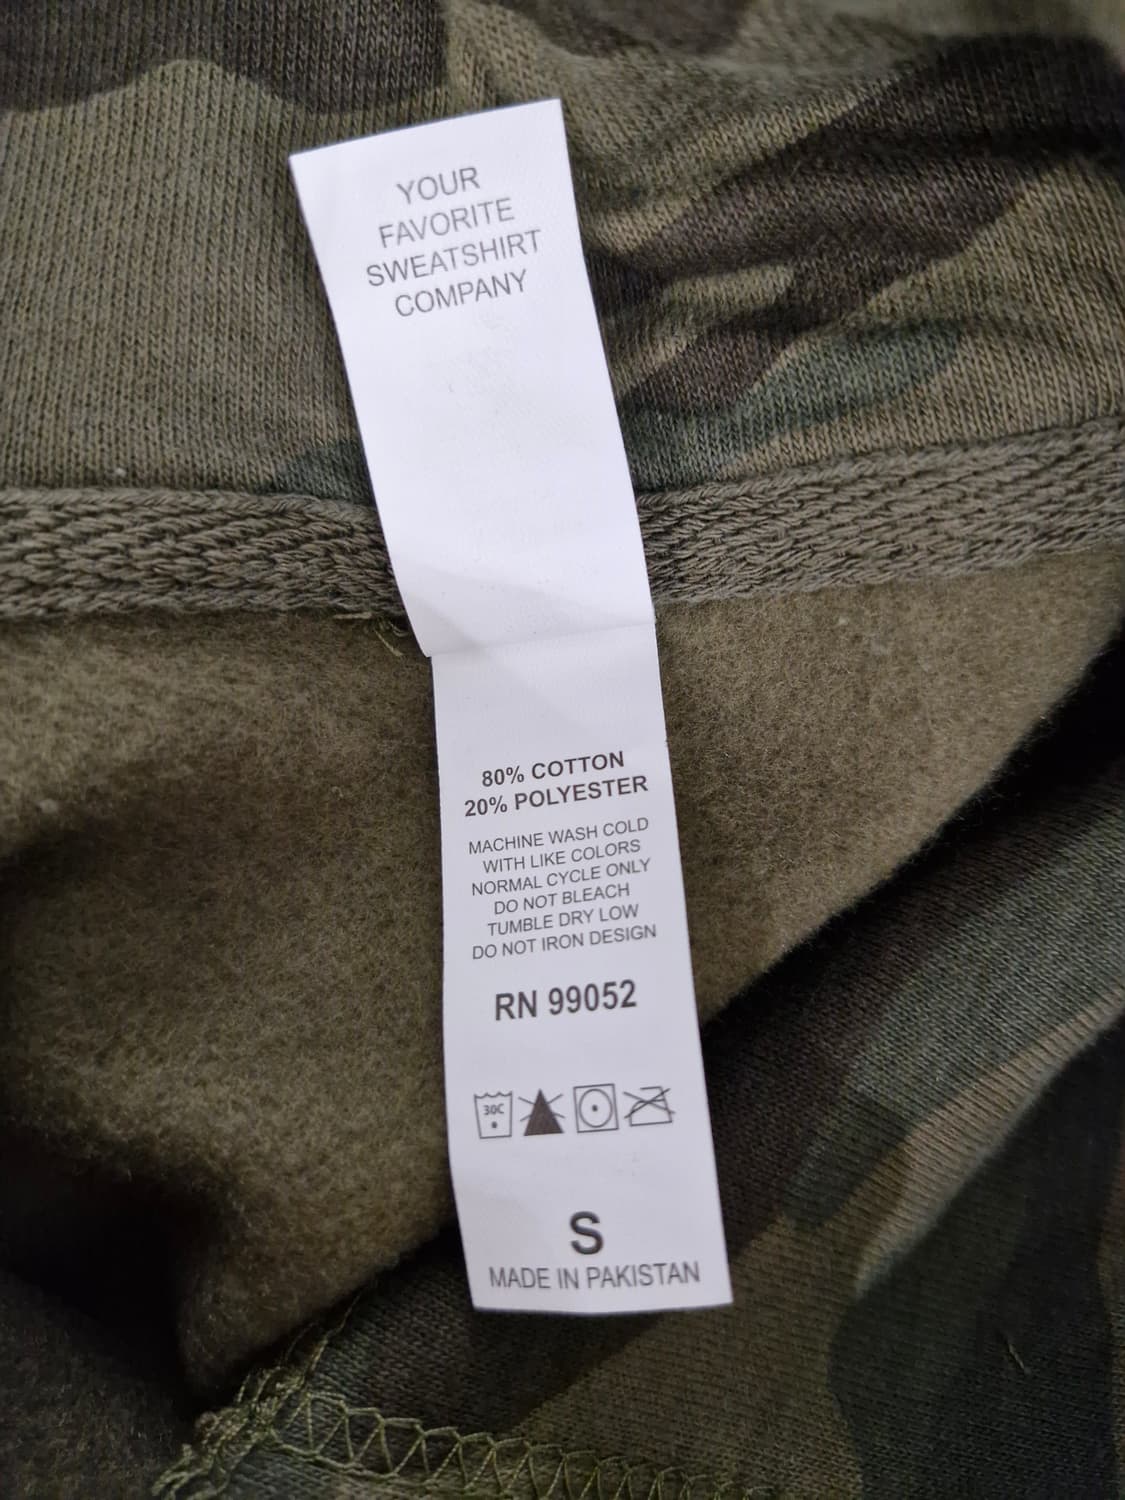 YOUR
FAVORITE
SWEATSHIRT
COMPANY
80% COTTON
20% POLYESTER
MACHINE WASH COLD
WITH LIKE COLORS
NORMAL CYCLE ONLY
DO NOT BLEACH
TUMBLE DRY LOW
DO NOT IRON DESIGN
RN 99052
30C
S
MADE IN PAKISTAN